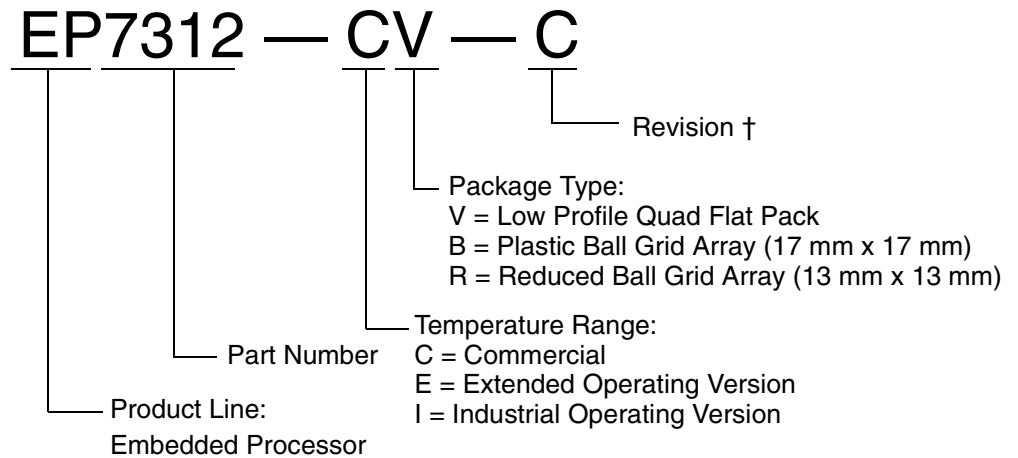 EP7312 — CV — C
Revision †
Package Type:
V = Low Profile Quad Flat Pack
B = Plastic Ball Grid Array (17 mm x 17 mm)
R = Reduced Ball Grid Array (13 mm x 13 mm)
Temperature Range:
C = Commercial
E = Extended Operating Version
I = Industrial Operating Version
Part Number
Product Line:
Embedded Processor